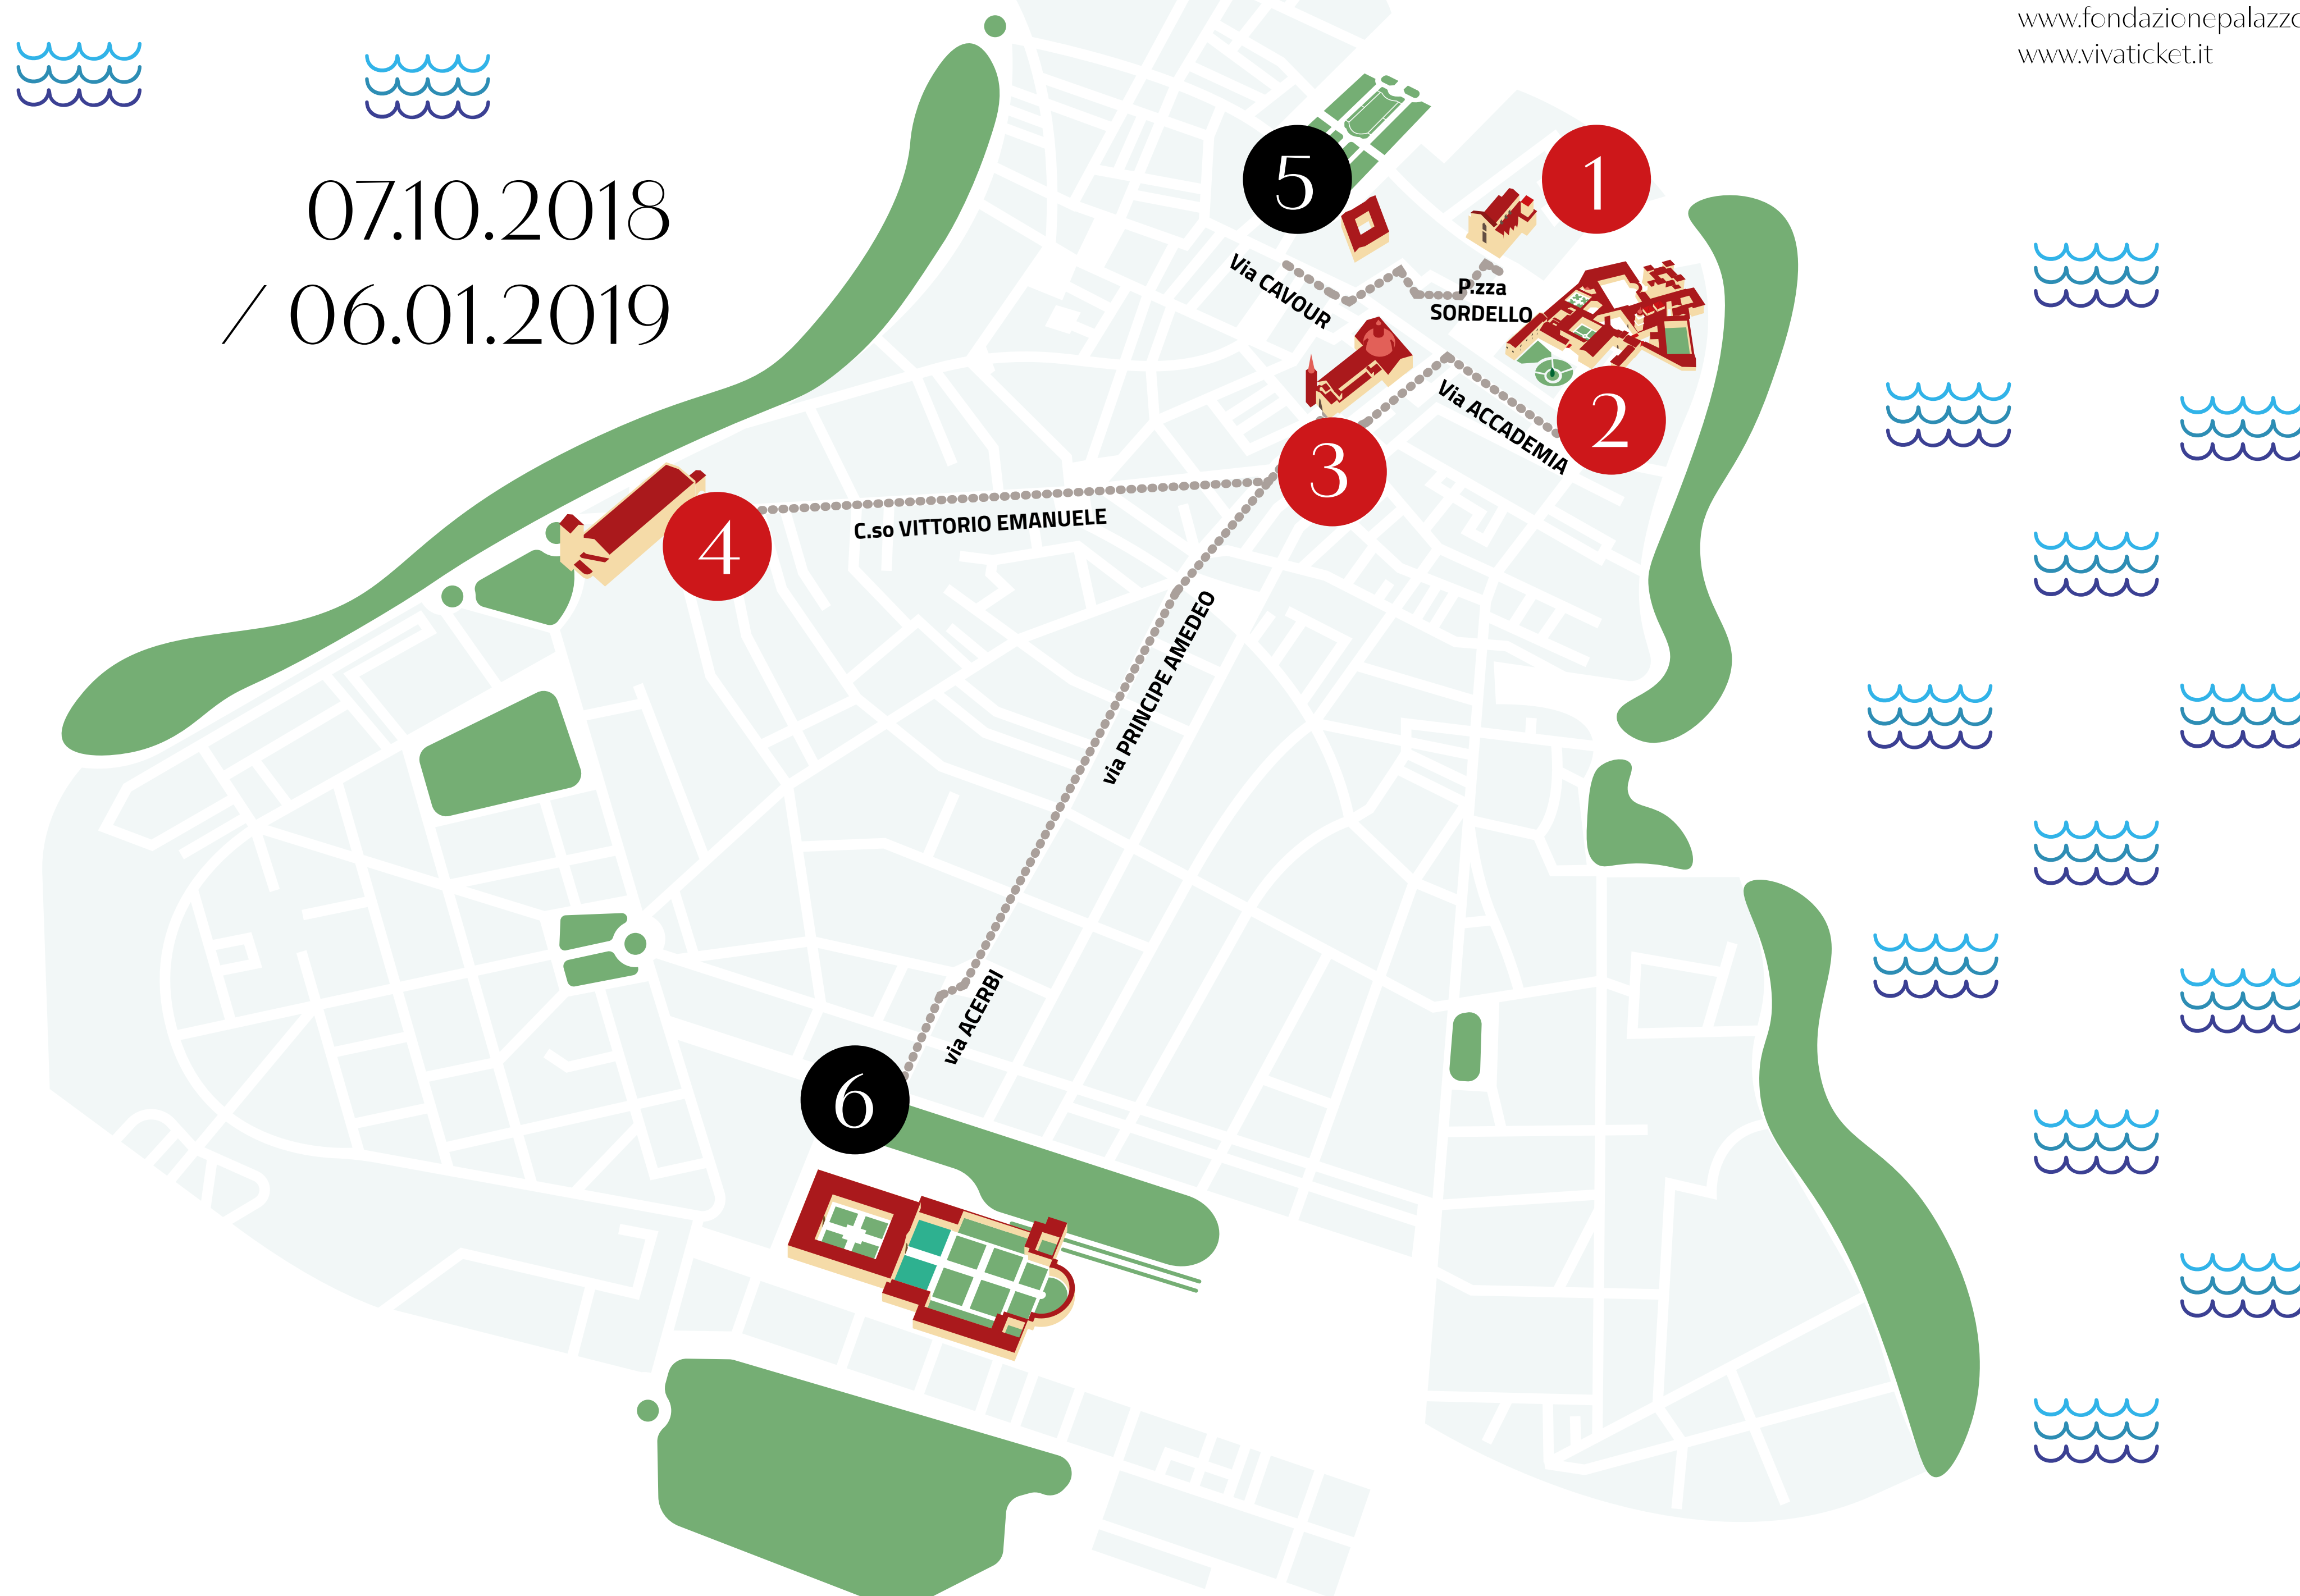 www.fondazionepalazzo
www.vivaticket.it
07.10.2018
/ 06.01.2019
5
1
Via CAVOUR
P.zza
SORDELLO
Via ACCADEMIA
2
3
4
C.so VITTORIO EMANUELE
via PRINCIPE AMEDEO
via ACERBI
6